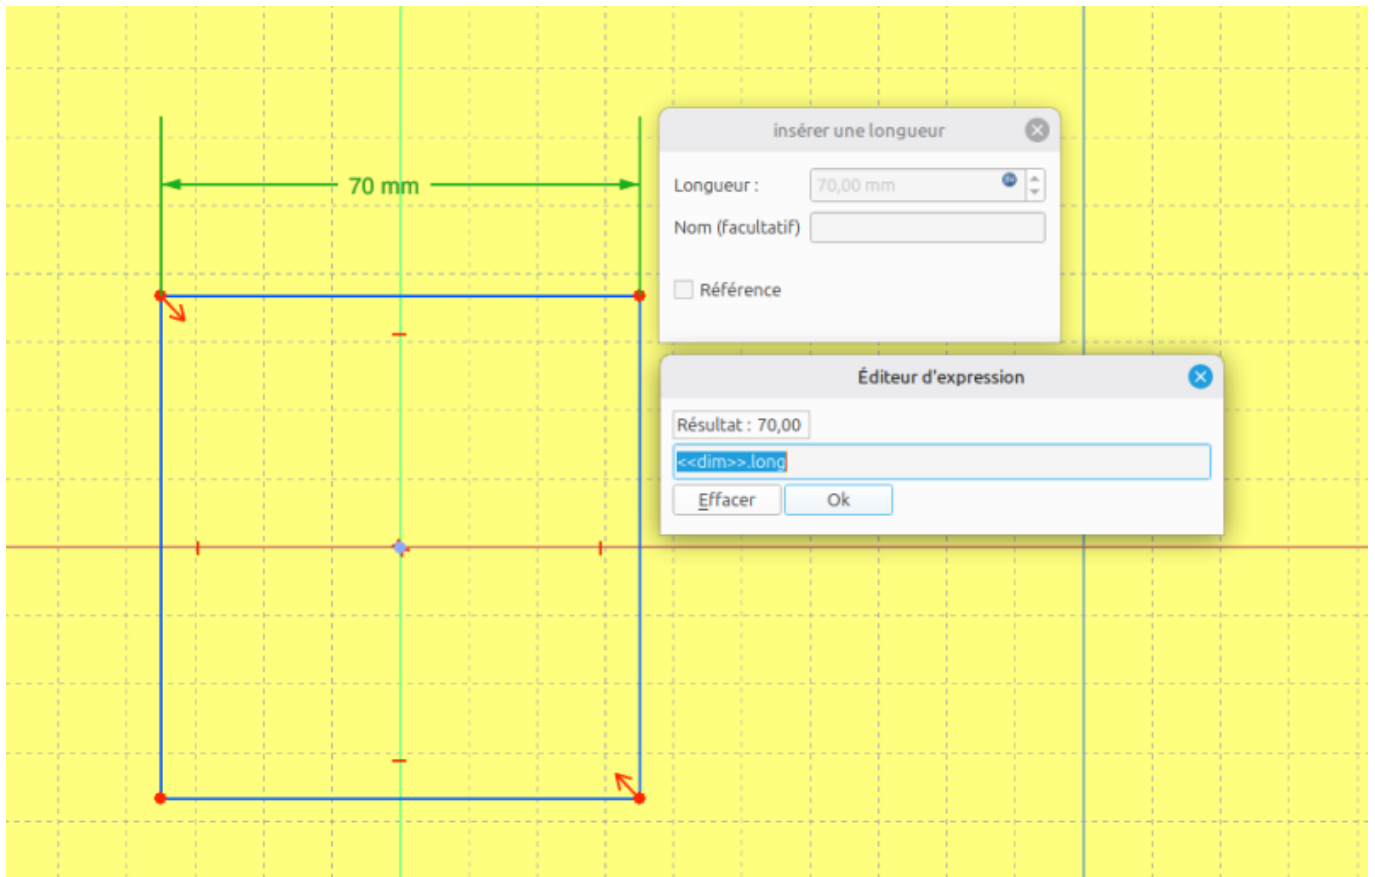 70 mm
insérer une longueur
Longueur :
70,00 mm
Nom (facultatif)
Référence
Éditeur d'expression
Résultat : 70,00
<<dim>>.long
Effacer
Ok